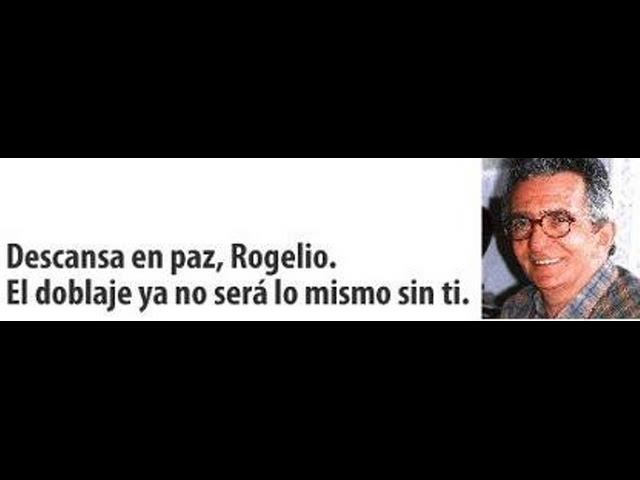 Descansa en paz, Rogelio.
El doblaje ya no será lo mismo sin ti.